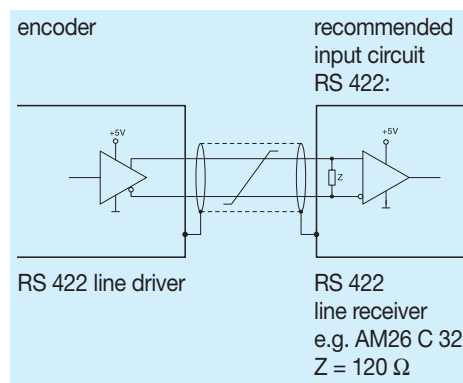 encoder
recommended
input circuit
RS 422:
+5V
+5V
Z
RS 422 line driver
RS 422
line receiver
e.g. AM26 C 32
Z = 120 Ω